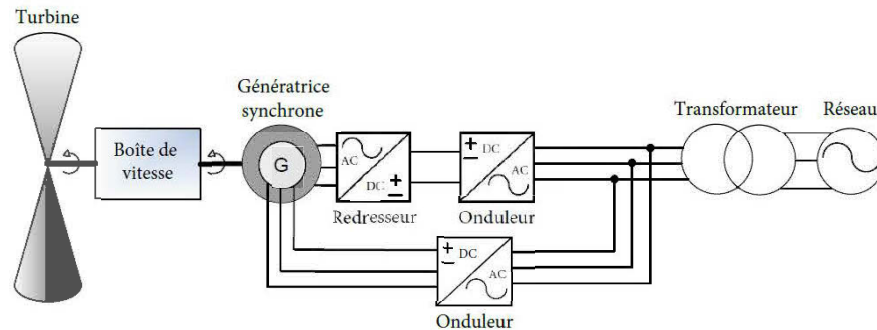 Turbine
Génératrice
synchrone
Transformateur
Réseau
Boîte de
vitesse
G
AC
DC
Redresseur
DC
AC
Onduleur
DC
AC
Onduleur